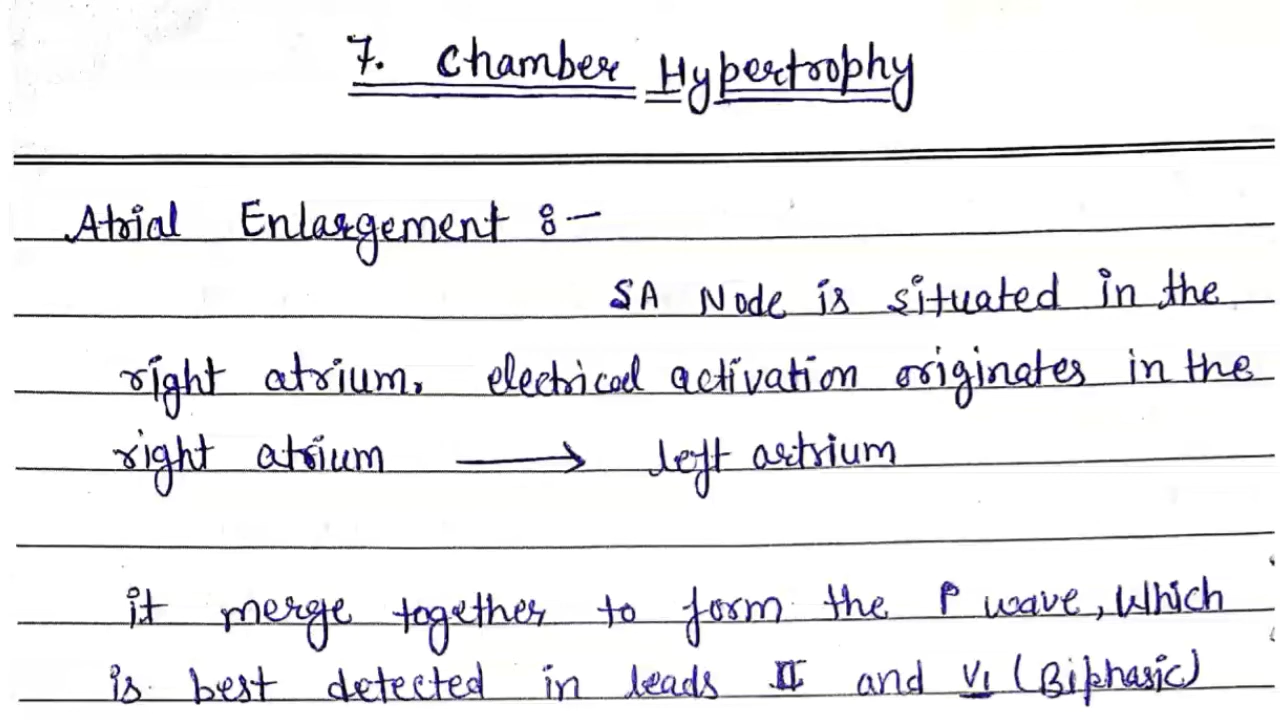 7. Chamber Hypertrophy
Atrial Enlargement :-
SA Node is situated in the
right atrium. electrical activation originates in the
right atrium ⟶ left artrium
it merge together to form the P wave, Which
is best detected in leads II and V1 (Biphasic)